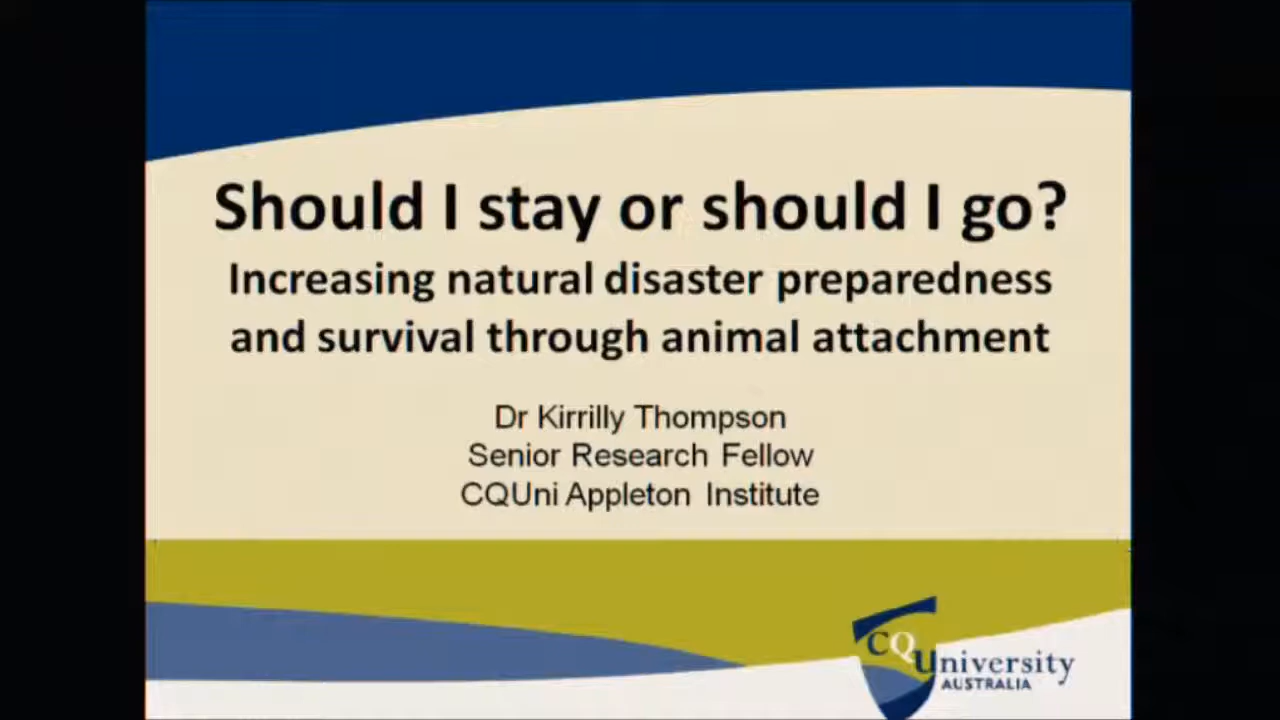 Should I stay or should I go?
Increasing natural disaster preparedness
and survival through animal attachment
Dr Kirrilly Thompson
Senior Research Fellow
CQUni Appleton Institute
CQUniversity
AUSTRALIA